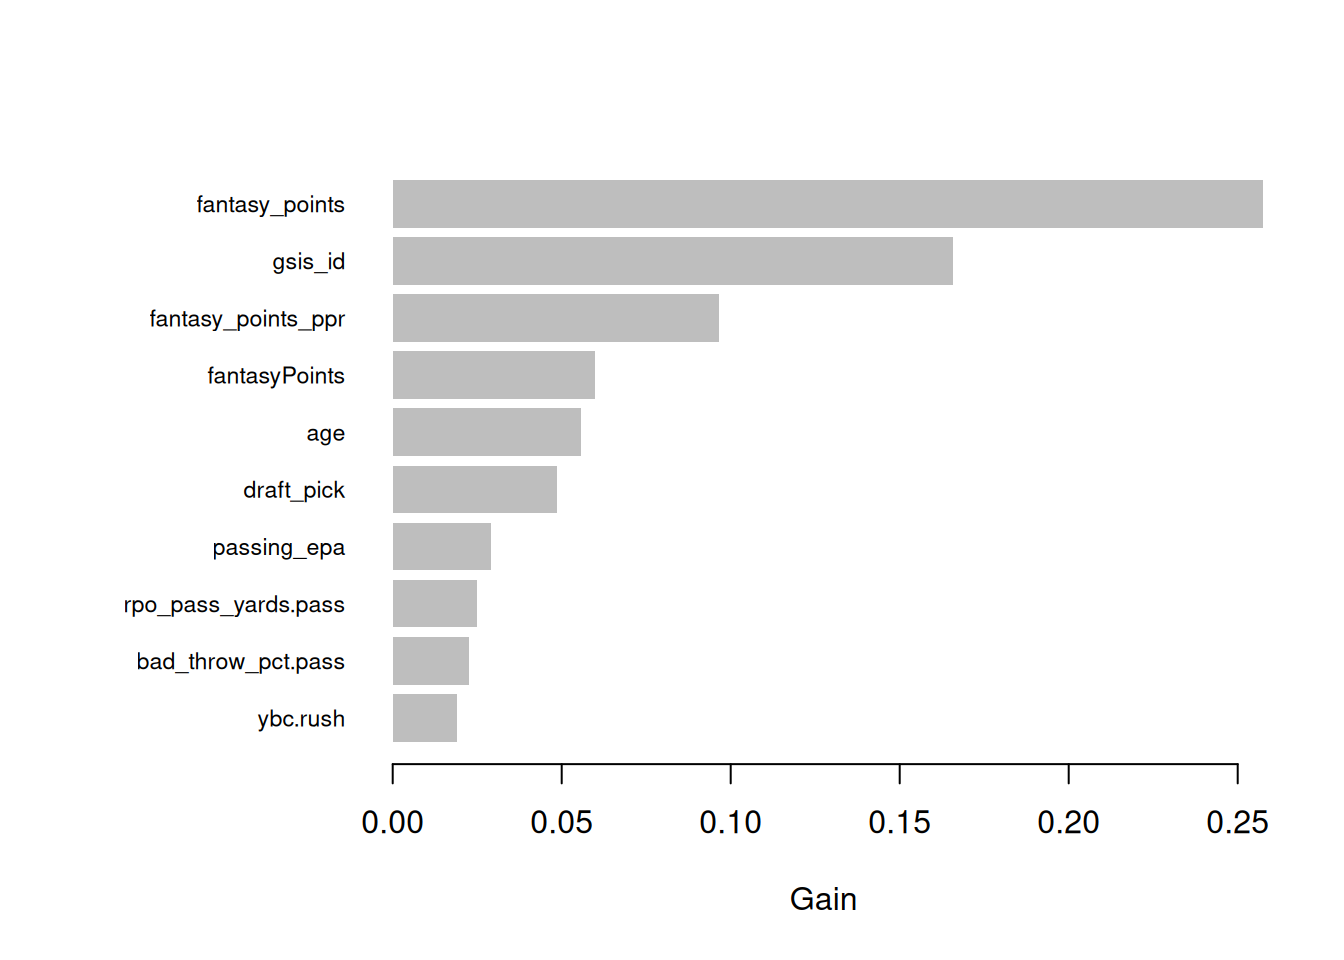 fantasy_points
gsis_id
fantasy_points_ppr
fantasyPoints
age
draft_pick
passing_epa
rpo_pass_yards.pass
bad_throw_pct.pass
ybc.rush
0.00 0.05 0.10 0.15 0.20 0.25
Gain